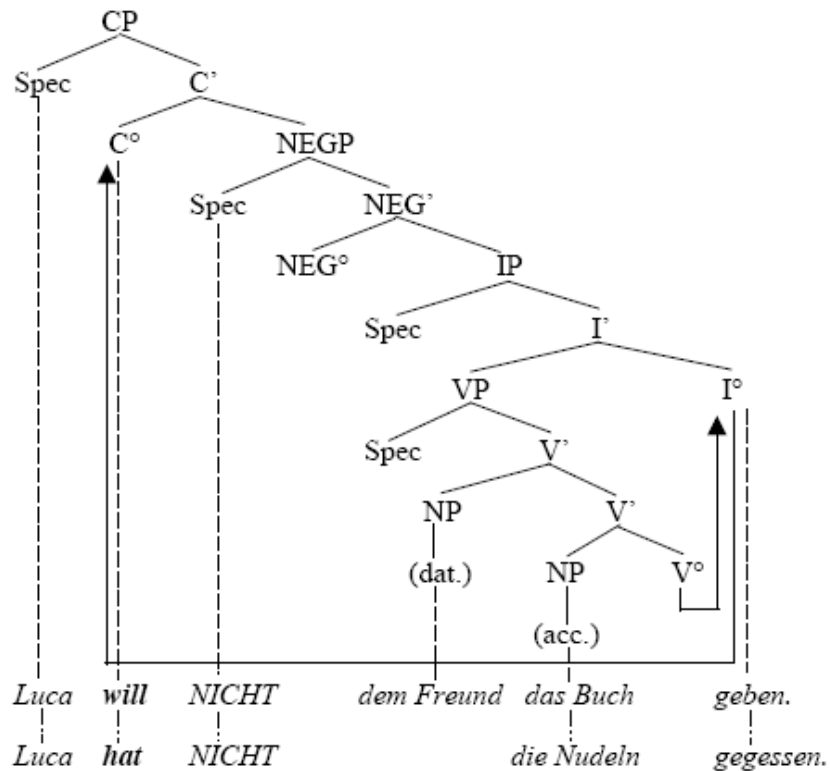 CP
Spec C’
C° NEGP
Spec NEG’
NEG° IP
Spec I’
VP I°
Spec V’
NP V’
(dat.) NP V°
(acc.)
Luca will NICHT dem Freund das Buch geben.
Luca hat NICHT die Nudeln gegessen.